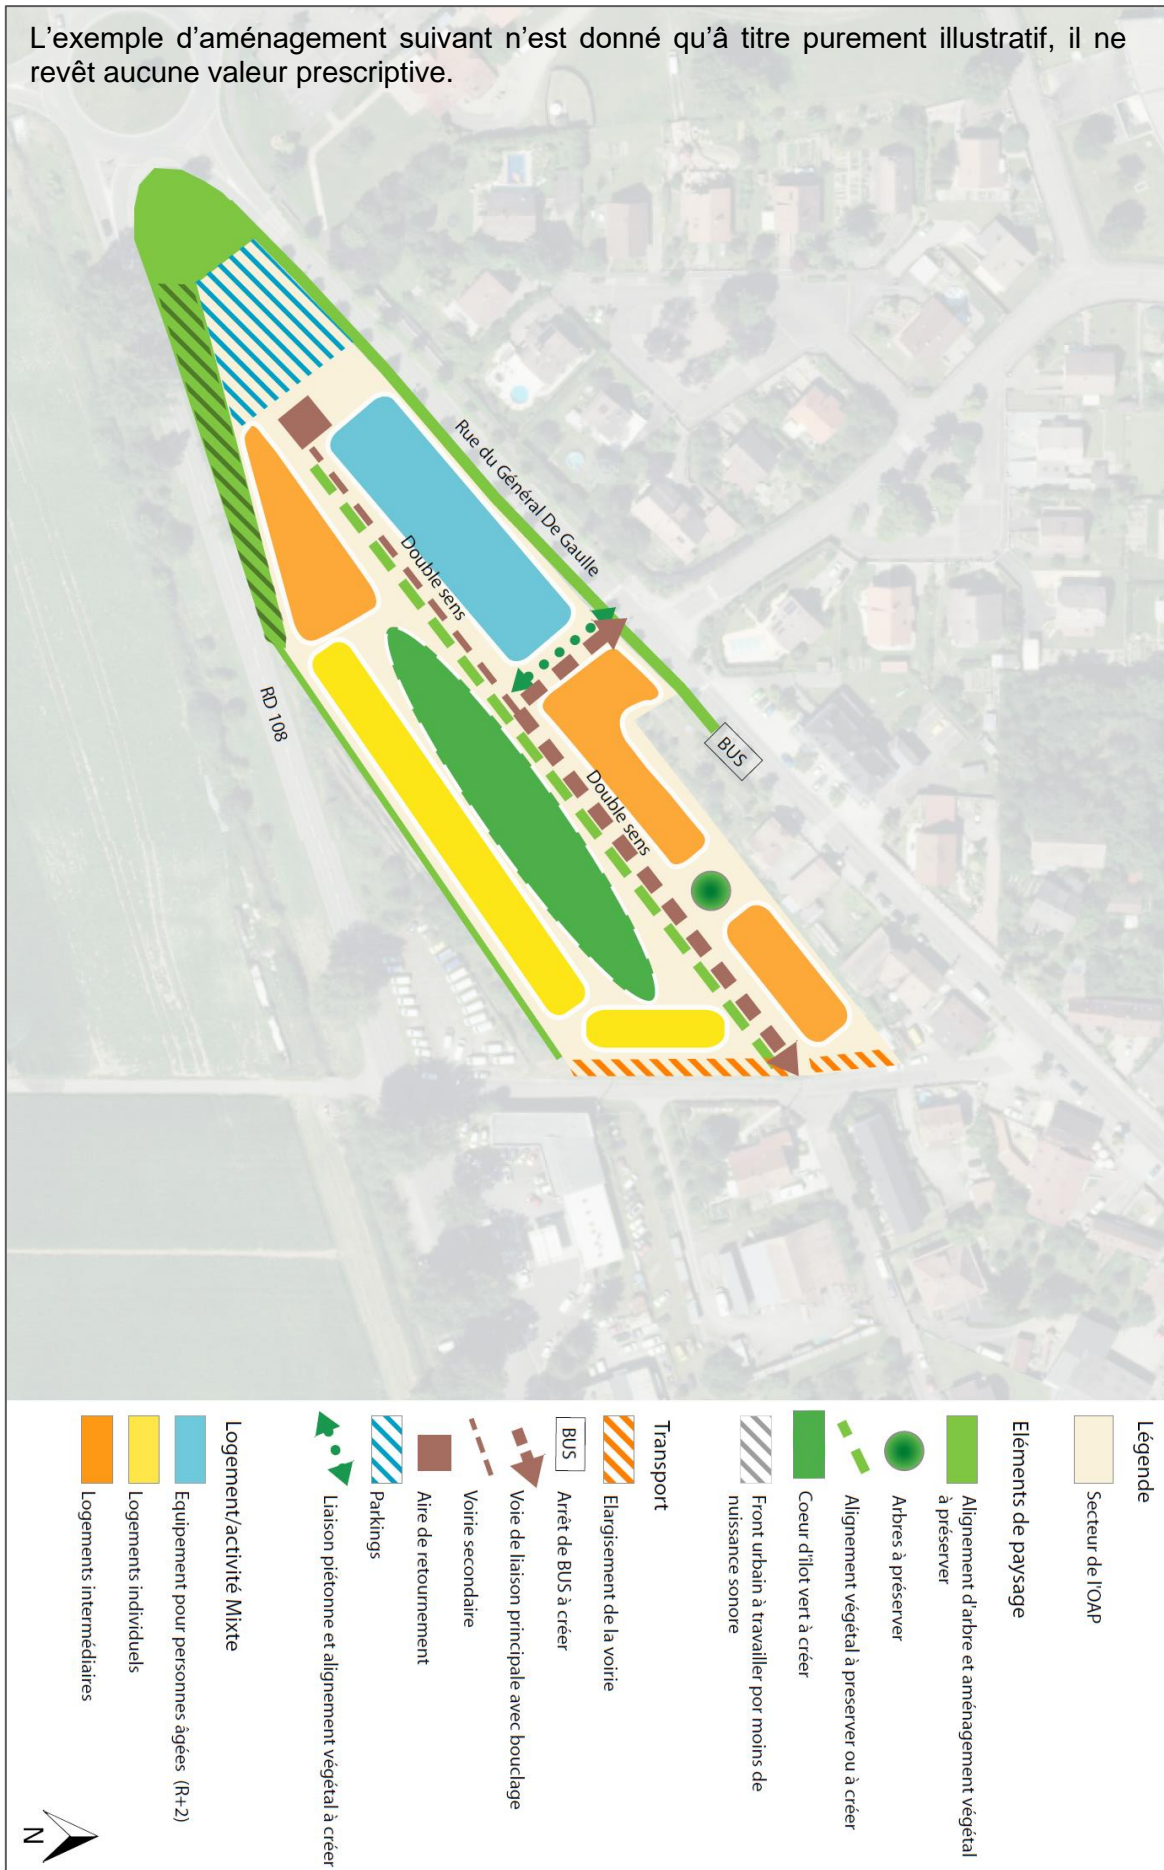 L'exemple d'aménagement suivant n'est donné qu'â titre purement illustratif, il ne
revêt aucune valeur prescriptive.
Rue du Général De Gaulle
Double sens
Double sens
RD 108
BUS
Légende
Secteur de l'OAP
Eléments de paysage
Alignement d'arbre et aménagement végétal
à préserver
Arbres à préserver
Alignement végétal à preserver ou à créer
Coeur d'ilot vert à créer
Front urbain à travailler por moins de
nuissance sonore
Transport
Elargisement de la voirie
BUS
Arrêt de BUS à créer
Voie de liaison principale avec bouclage
Voirie secondaire
Aire de retournement
Parkings
Liaison piétonne et alignement végétal à créer
Logement/activité Mixte
Equipement pour personnes âgées (R+2)
Logements individuels
Logements intermédiaires
N